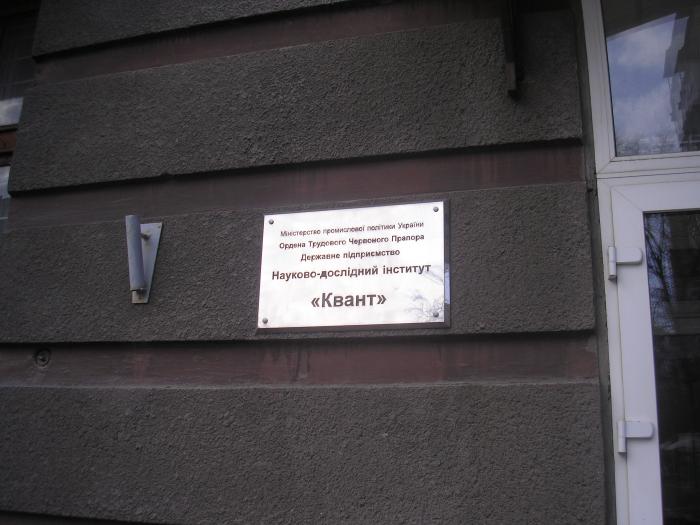 Міністерство промислової політики України
Ордена Трудового Червоного Прапора
Державне підприємство
Науково-дослідний інститут
«Квант»